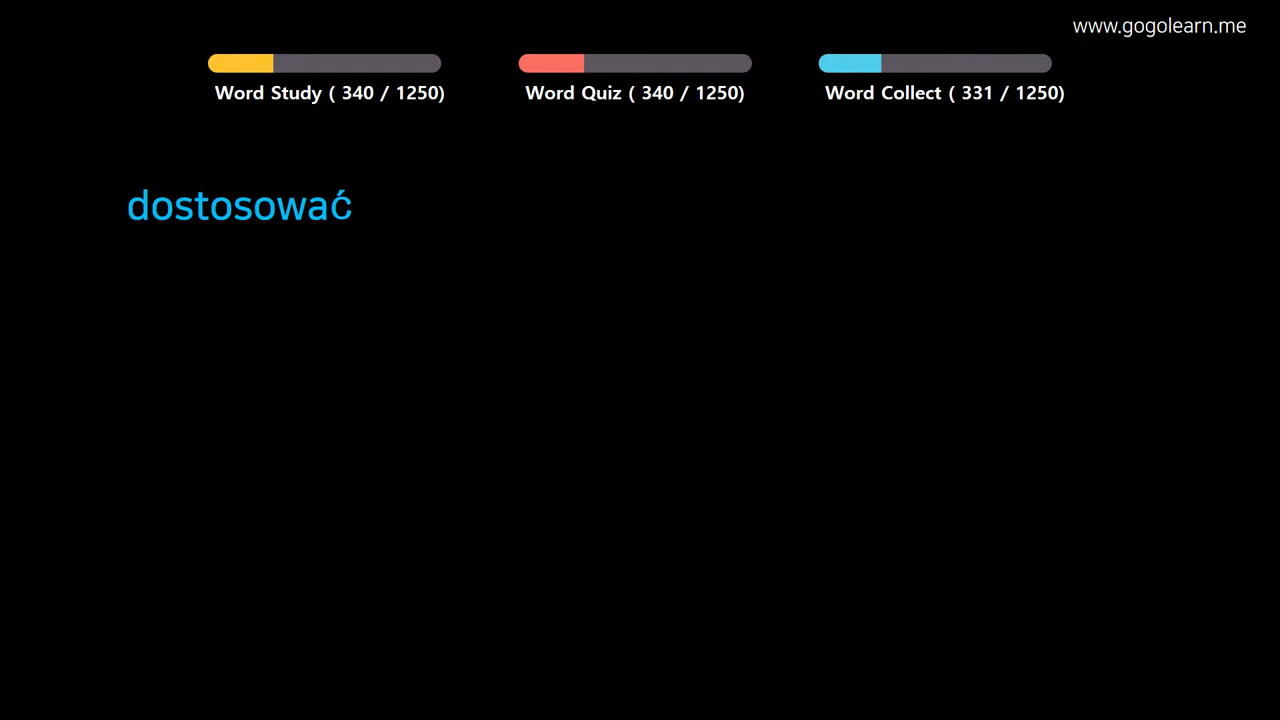 www.gogolearn.me
Word Study ( 340 / 1250)
Word Quiz ( 340 / 1250)
Word Collect ( 331 / 1250)
dostosować